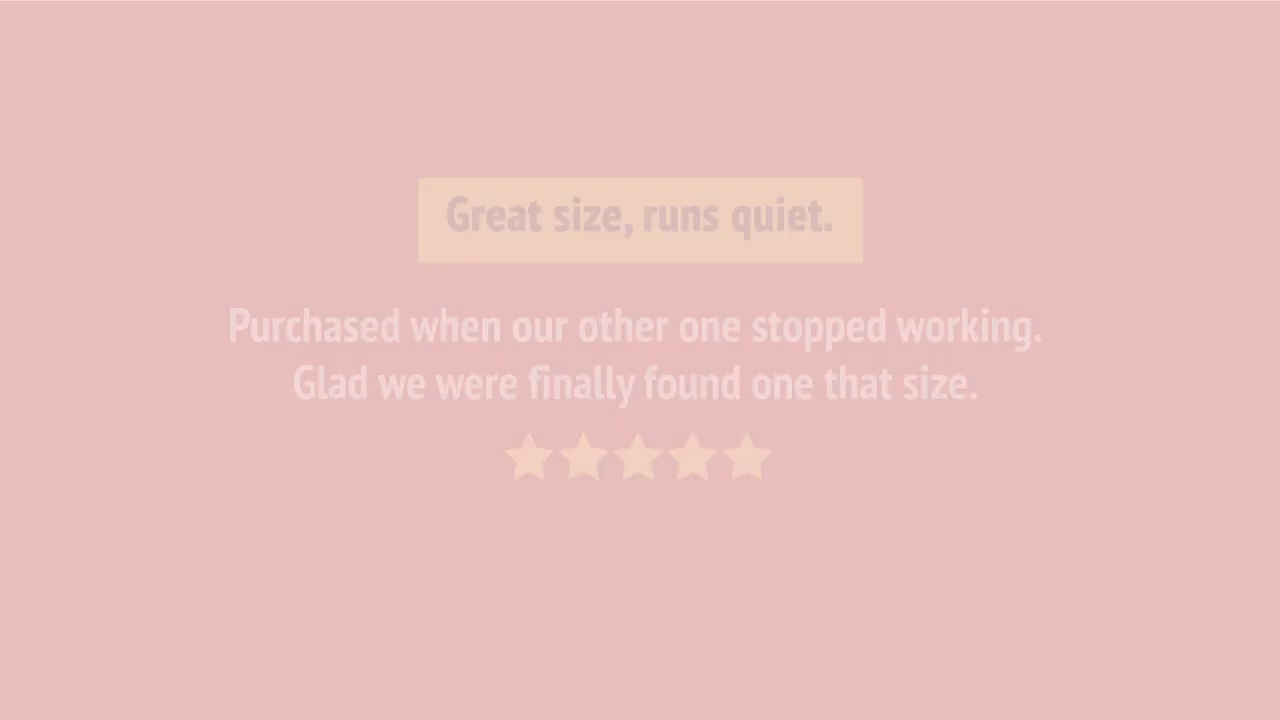 Great size, runs quiet.
Purchased when our other one stopped working.
Glad we were finally found one that size.